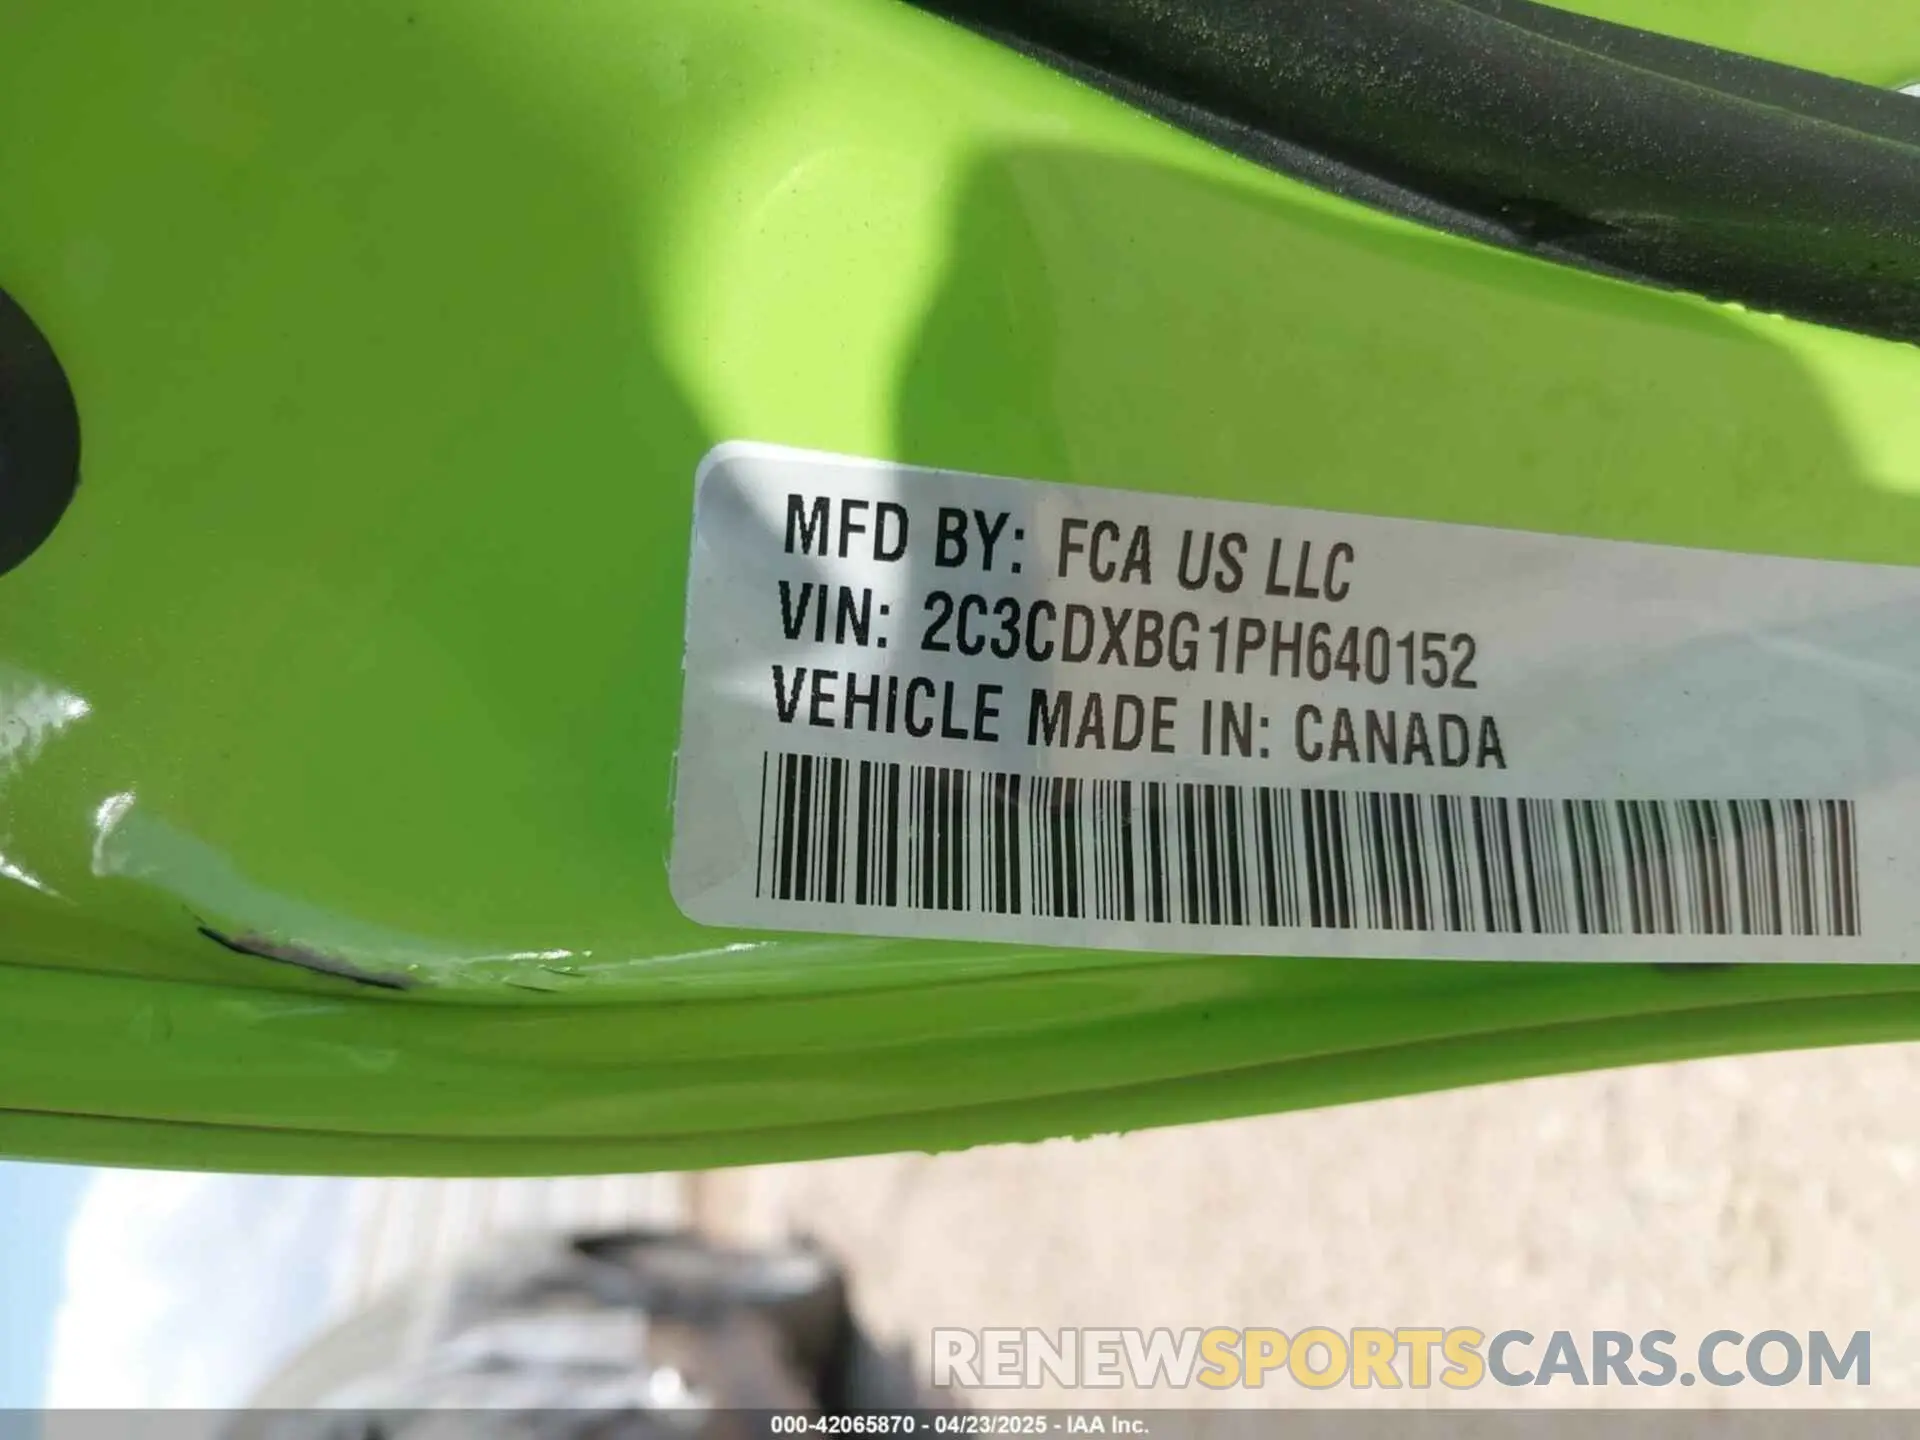 MFD BY: FCA US LLC
VIN: 2C3CDXBG1PH640152
VEHICLE MADE IN: CANADA
RENEWSPORTSCARS.COM
000-42065870 - 04/23/2025 - IAA Inc.